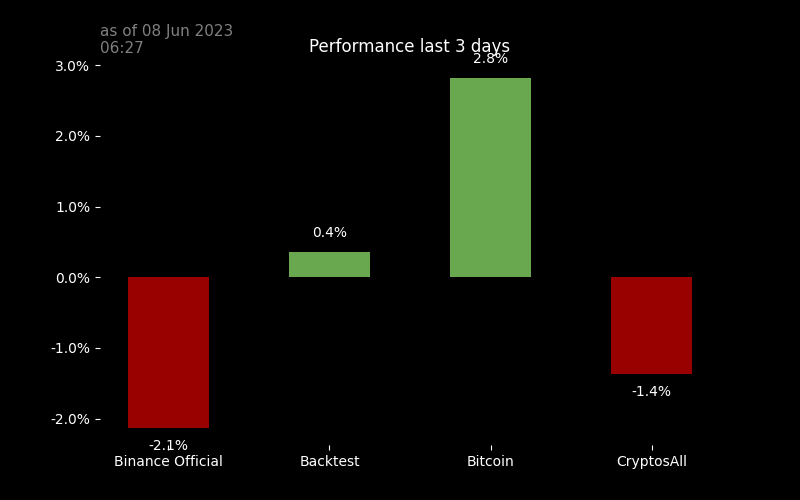 as of 08 Jun 2023
06:27
Performance last 3 days
3.0%
2.0%
1.0%
0.0%
-1.0%
-2.0%
-2.1%
0.4%
2.8%
-1.4%
Binance Official
Backtest
Bitcoin
CryptosAll